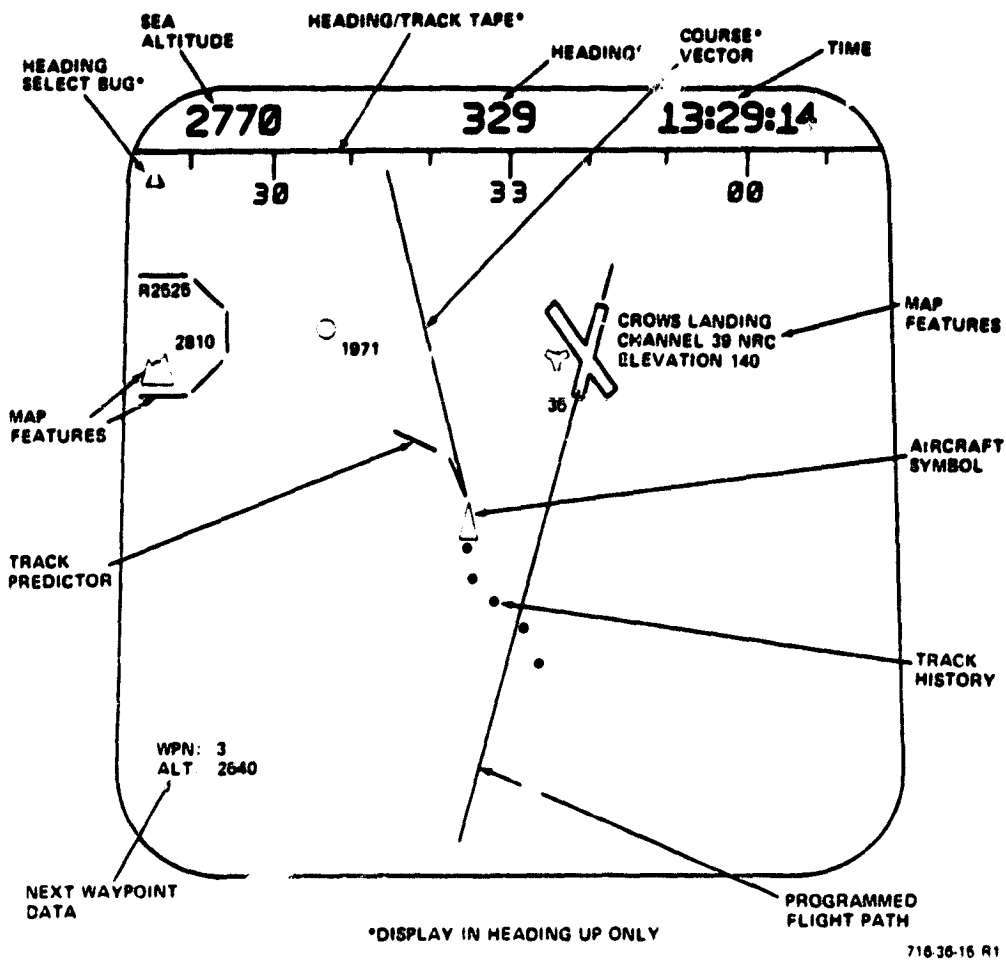 SEA
ALTITUDE
HEADING/TRACK TAPE*
HEADING*
COURSE*
VECTOR
TIME
HEADING
SELECT BUG*
2770
329
13:29:14
30
33
00
R2525
2810
1971
CROWS LANDING
CHANNEL 39 NRC
ELEVATION 140
35
MAP
FEATURES
MAP
FEATURES
AIRCRAFT
SYMBOL
TRACK
PREDICTOR
TRACK
HISTORY
WPN: 3
ALT: 2640
NEXT WAYPOINT
DATA
PROGRAMMED
FLIGHT PATH
*DISPLAY IN HEADING UP ONLY
716-36-15 R1